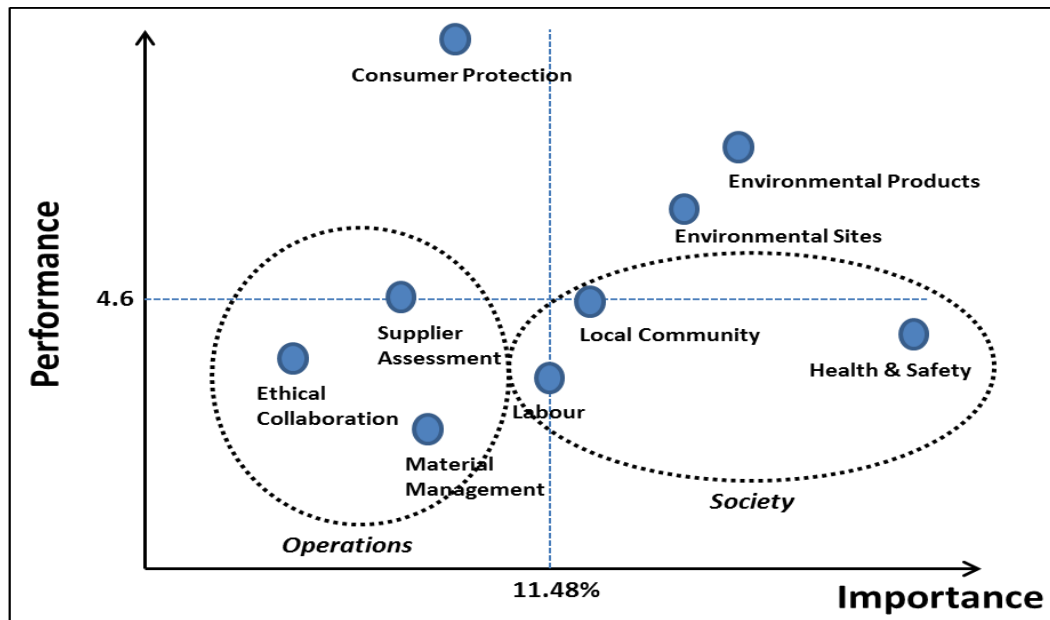 Consumer Protection
Environmental Products
Environmental Sites
Performance
4.6
Supplier
Assessment
Local Community
Health & Safety
Ethical
Collaboration
Labour
Material
Management
Society
Operations
11.48%
Importance